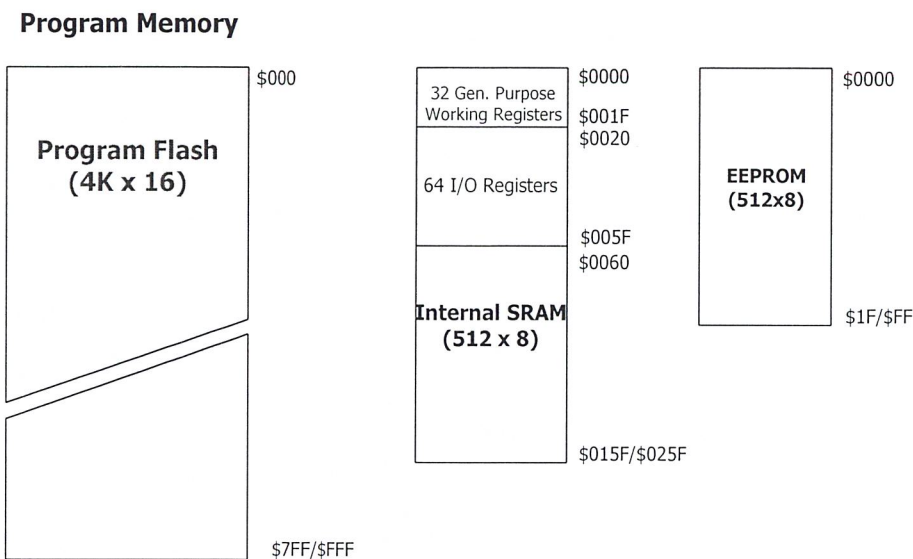 Program Memory
$000
Program Flash
(4K x 16)
$7FF/$FFF
$0000
32 Gen. Purpose
Working Registers
$001F
$0020
64 I/O Registers
$005F
$0060
Internal SRAM
(512 x 8)
$015F/$025F
$0000
EEPROM
(512x8)
$1F/$FF